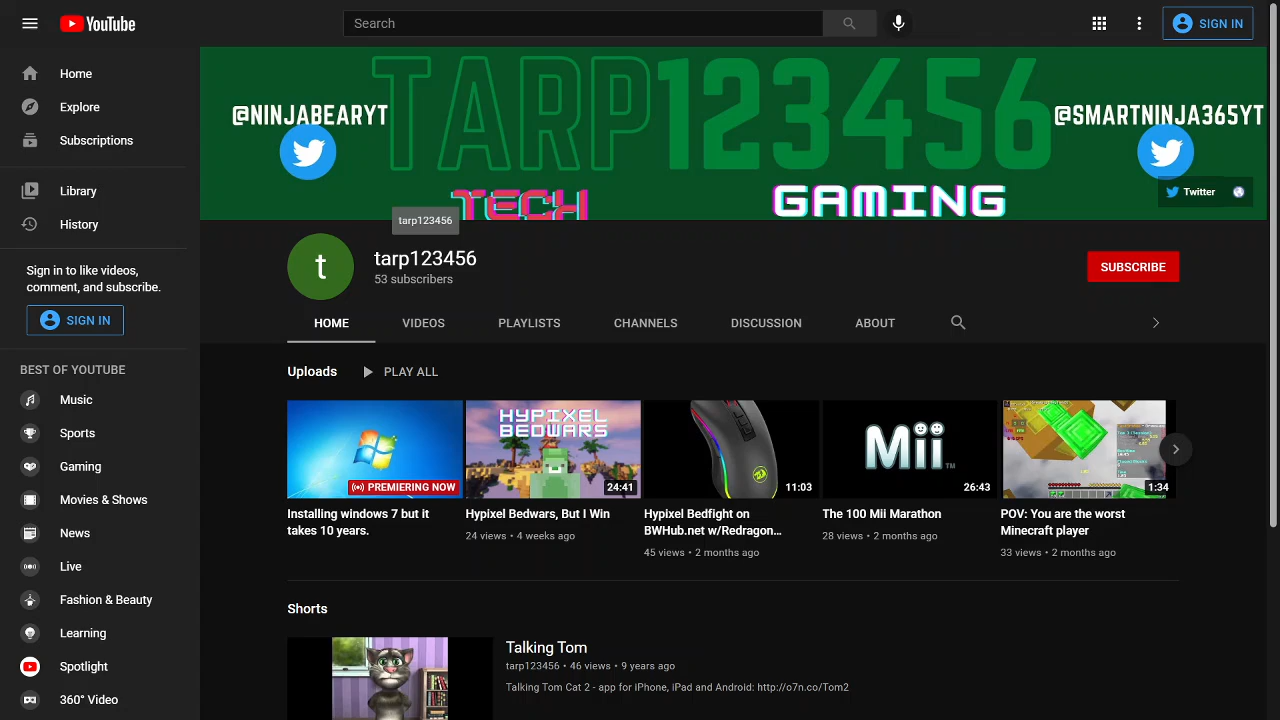 YouTube
Search
SIGN IN
Home
Explore
Subscriptions
Library
History
Sign in to like videos,
comment, and subscribe.
SIGN IN
BEST OF YOUTUBE
Music
Sports
Gaming
Movies & Shows
News
Live
Fashion & Beauty
Learning
Spotlight
360° Video
TARP123456
@NINJABEARYT
@SMARTNINJA365YT
TECH
GAMING
Twitter
tarp123456
t
tarp123456
53 subscribers
SUBSCRIBE
HOME
VIDEOS
PLAYLISTS
CHANNELS
DISCUSSION
ABOUT
Uploads
PLAY ALL
PREMIERING NOW
Installing windows 7 but it
takes 10 years.
HYPIXEL
BEDWARS
24:41
Hypixel Bedwars, But I Win
24 views • 4 weeks ago
11:03
Hypixel Bedfight on
BWHub.net w/Redragon...
45 views • 2 months ago
Mii
TM
26:43
The 100 Mii Marathon
28 views • 2 months ago
1:34
POV: You are the worst
Minecraft player
33 views • 2 months ago
Shorts
Talking Tom
tarp123456 • 46 views • 9 years ago
Talking Tom Cat 2 - app for iPhone, iPad and Android: http://o7n.co/Tom2